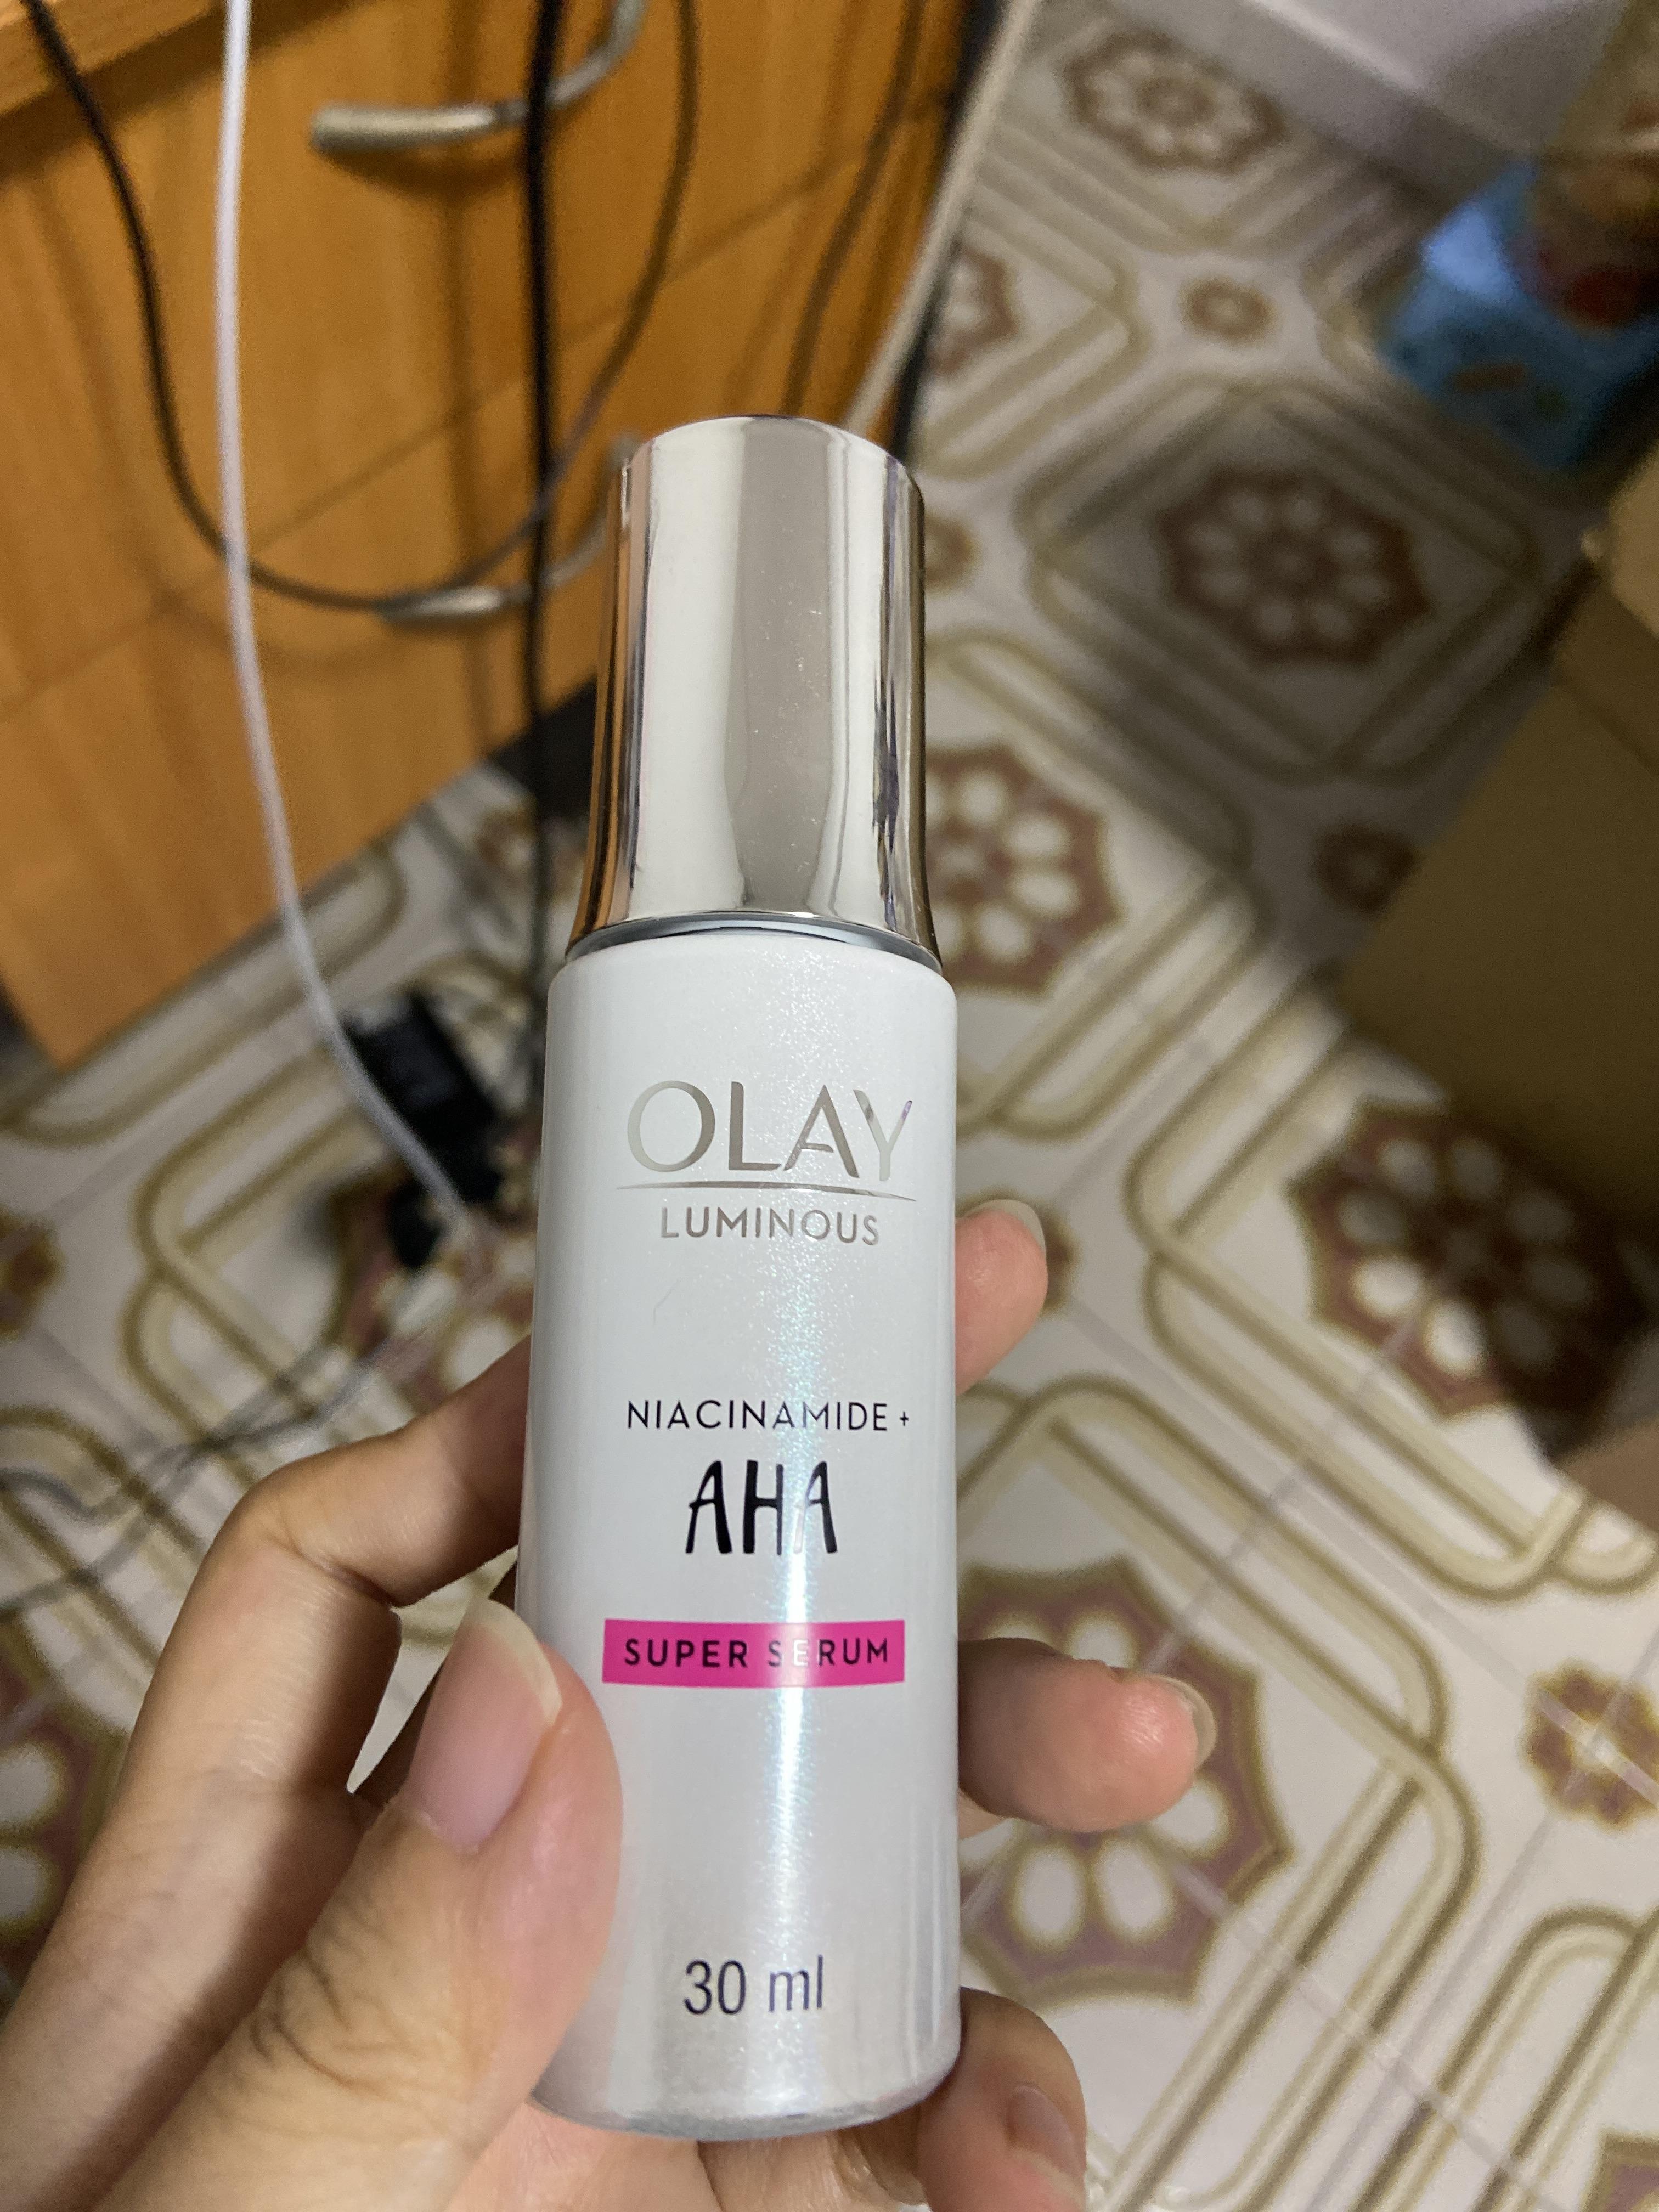 OLAY
LUMINOUS
NIACINAMIDE +
AHA
SUPER SERUM
30 ml